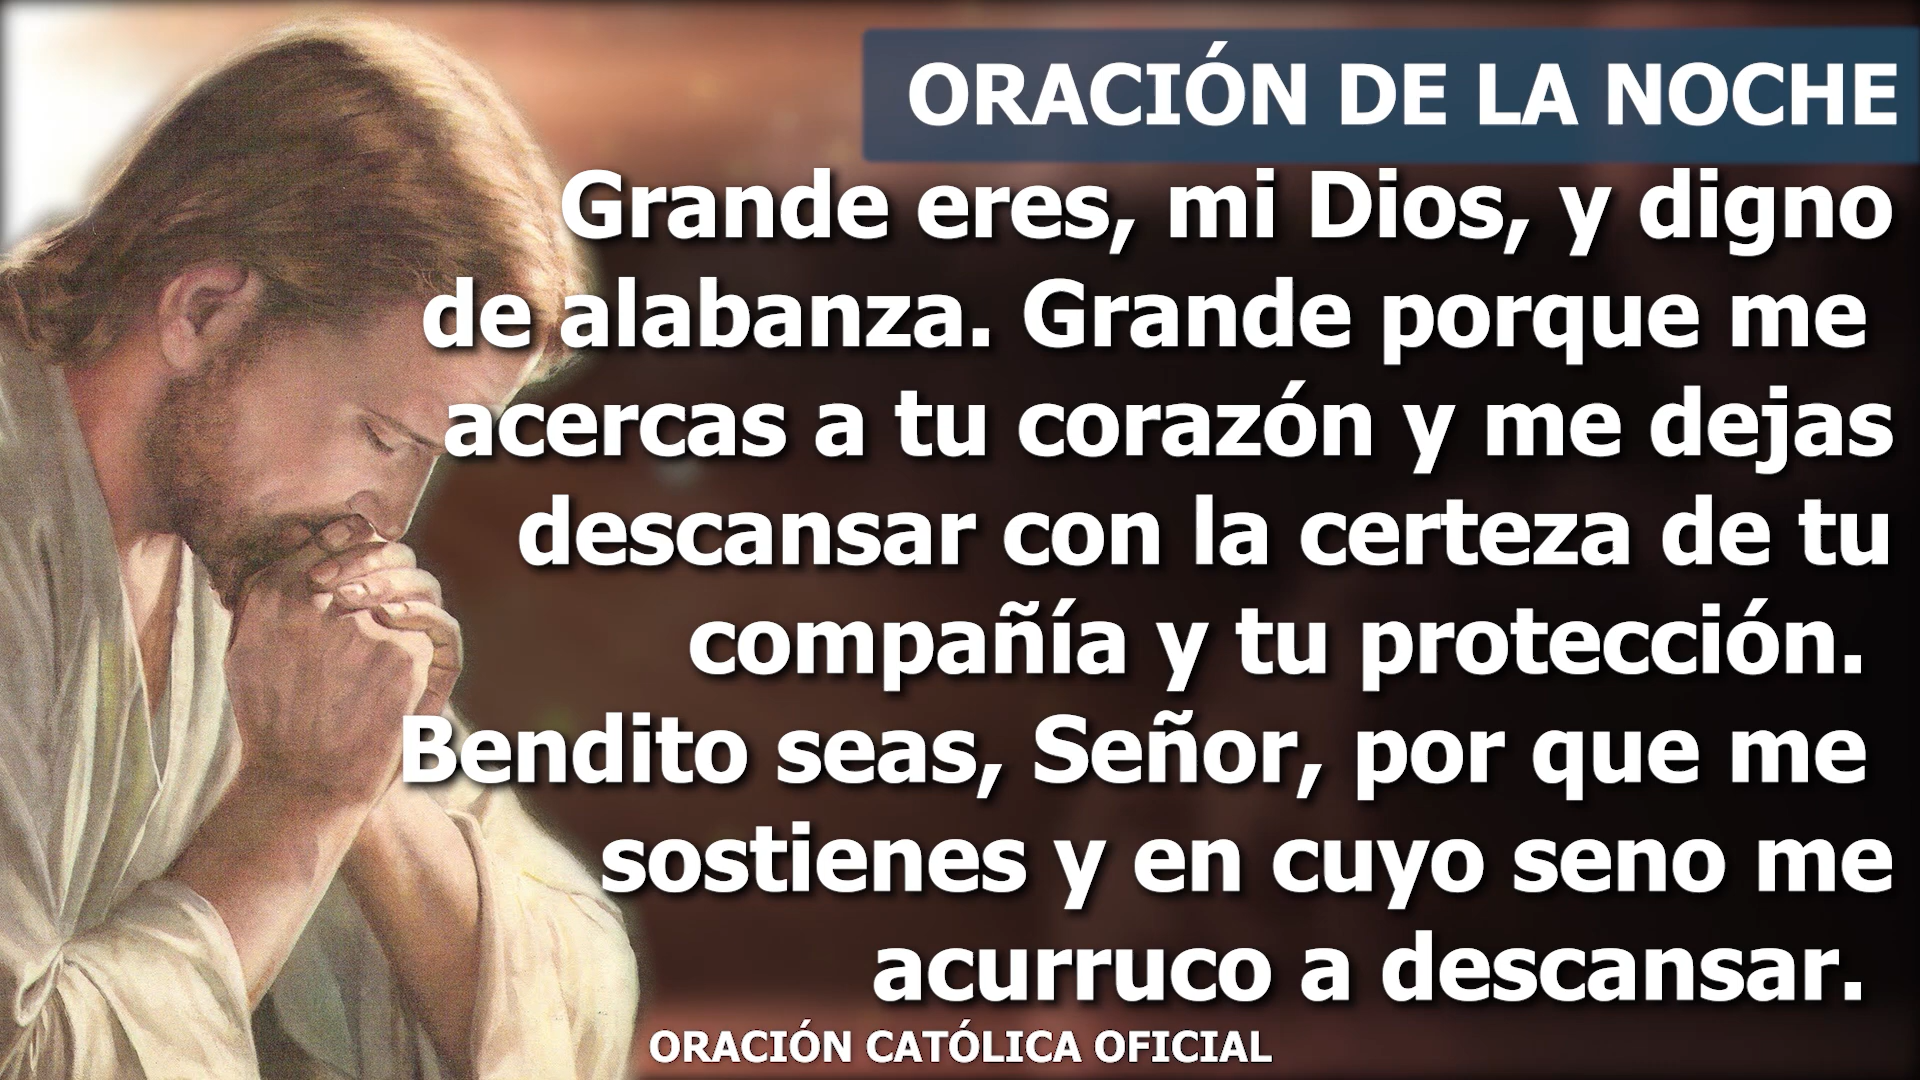 ORACIÓN DE LA NOCHE
Grande eres, mi Dios, y digno
de alabanza. Grande porque me
acercas a tu corazón y me dejas
descansar con la certeza de tu
compañía y tu protección.
Bendito seas, Señor, por que me
sostienes y en cuyo seno me
acurruco a descansar.
ORACIÓN CATÓLICA OFICIAL